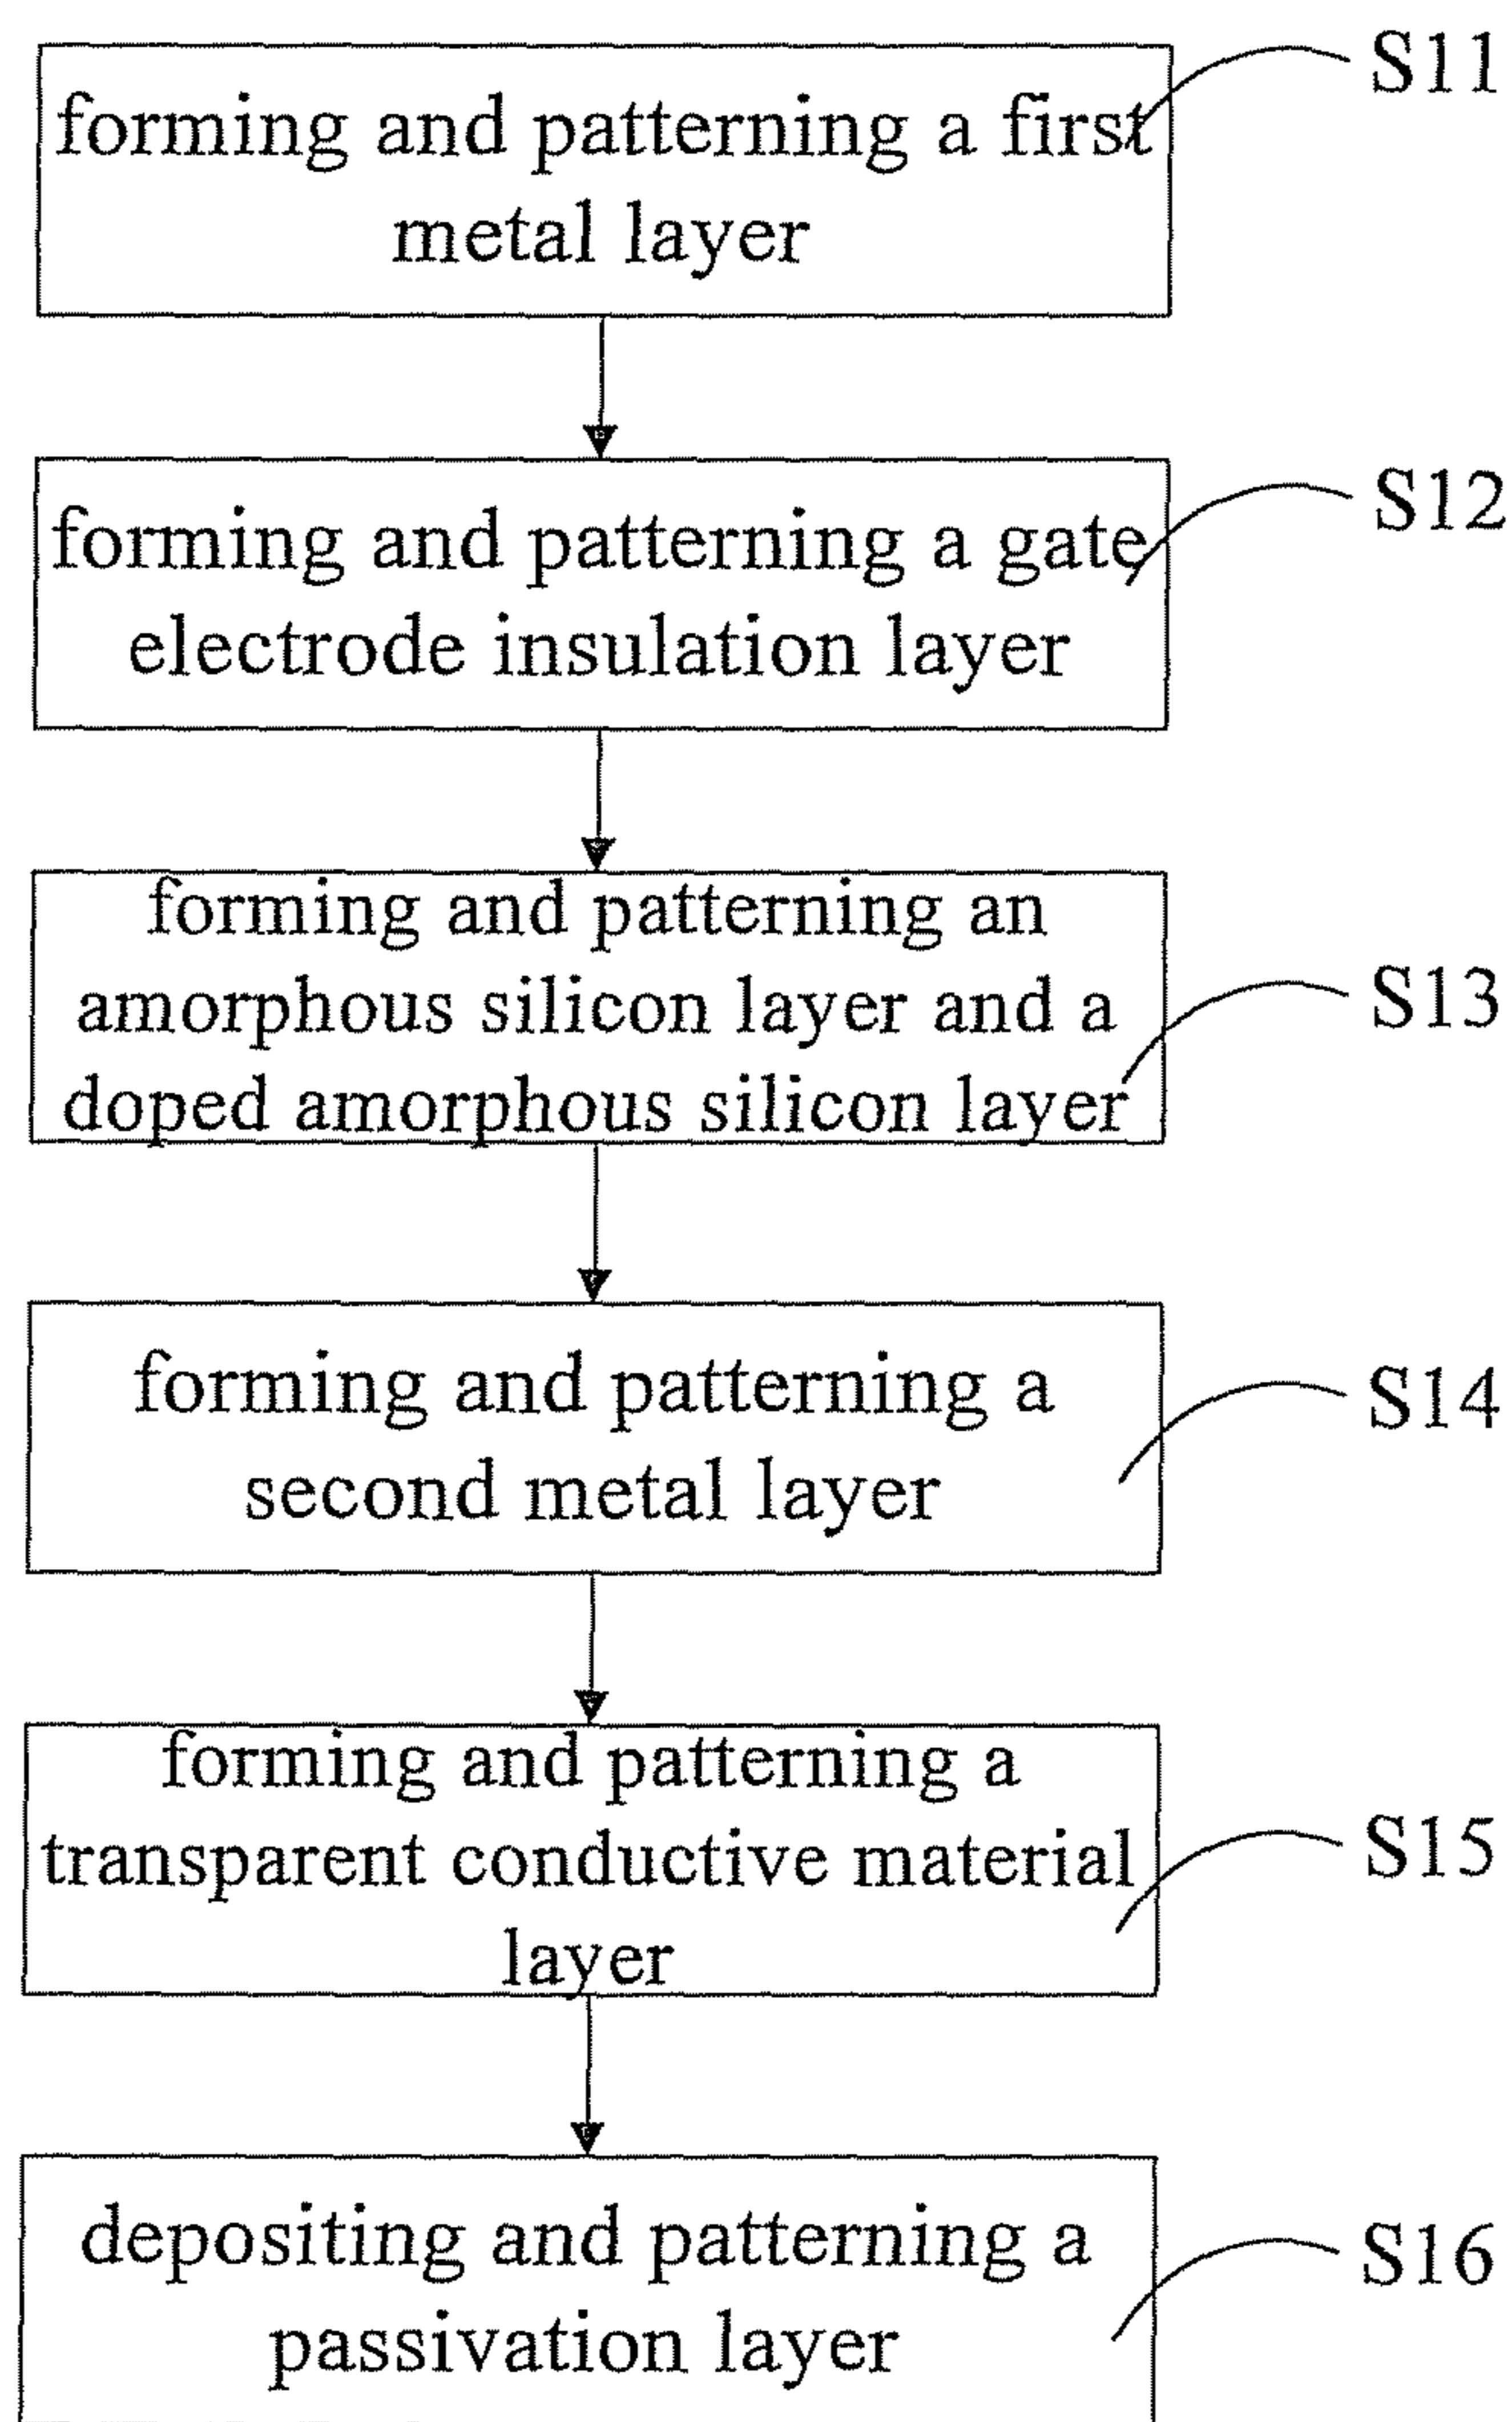 forming and patterning a first
metal layer
S11
forming and patterning a gate
electrode insulation layer
S12
forming and patterning an
amorphous silicon layer and a
doped amorphous silicon layer
S13
forming and patterning a
second metal layer
S14
forming and patterning a
transparent conductive material
layer
S15
depositing and patterning a
passivation layer
S16